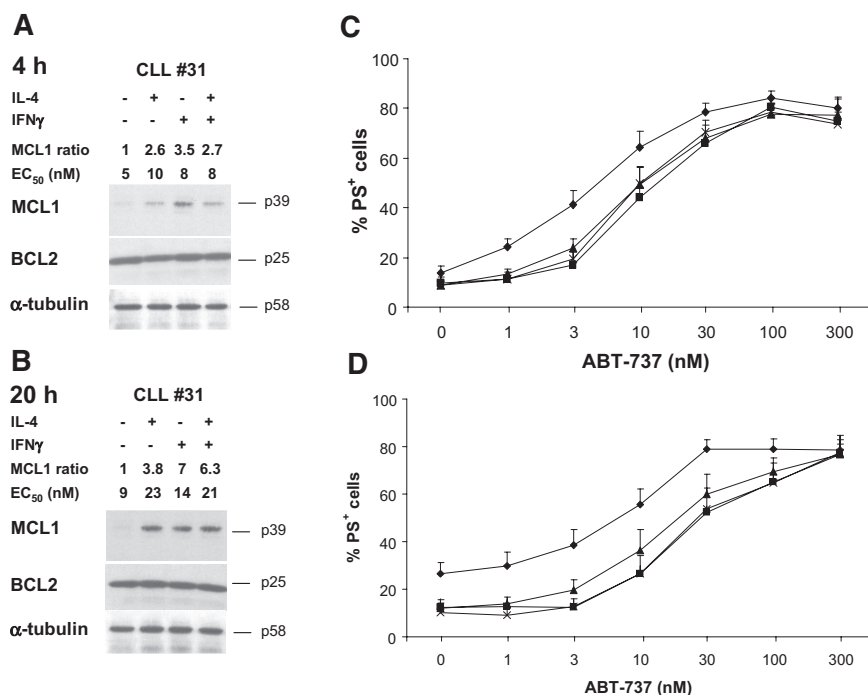 A
4 h
CLL #31
IL-4 - + - +
IFNγ - - + +
MCL1 ratio 1 2.6 3.5 2.7
EC50 (nM) 5 10 8 8
MCL1 p39
BCL2 p25
α-tubulin p58
B
20 h
CLL #31
IL-4 - + - +
IFNγ - - + +
MCL1 ratio 1 3.8 7 6.3
EC50 (nM) 9 23 14 21
MCL1 p39
BCL2 p25
α-tubulin p58
C
% PS+ cells
100
80
60
40
20
0
0 1 3 10 30 100 300
ABT-737 (nM)
D
% PS+ cells
100
80
60
40
20
0
0 1 3 10 30 100 300
ABT-737 (nM)